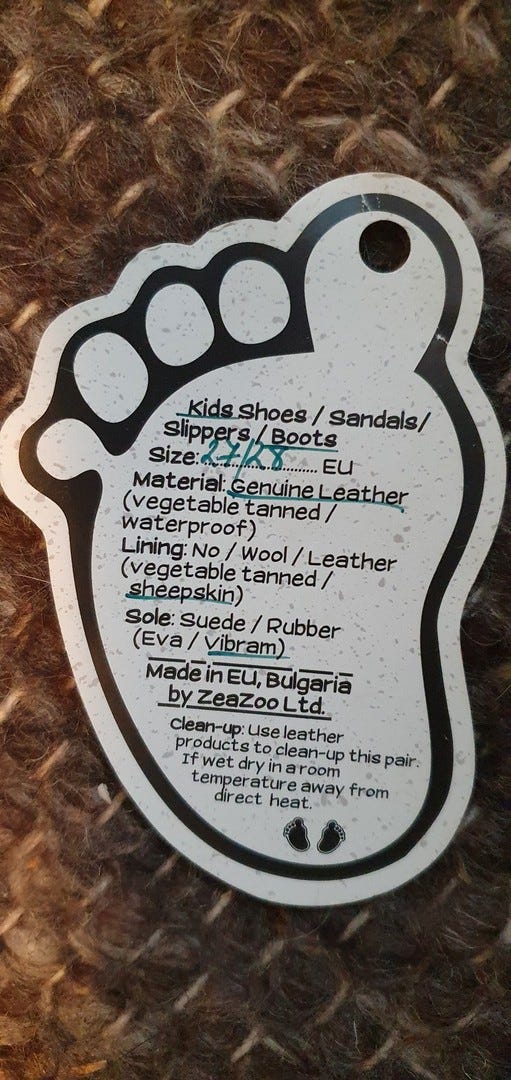 Kids Shoes / Sandals/
Slippers / Boots
Size: 27/28 EU
Material: Genuine Leather
(vegetable tanned /
waterproof)
Lining: No / Wool / Leather
(vegetable tanned /
sheepskin)
Sole: Suede / Rubber
(Eva / Vibram)
Made in EU, Bulgaria
by ZeaZoo Ltd.
Clean-up: Use leather
products to clean-up this pair.
If wet dry in a room
temperature away from
direct heat.